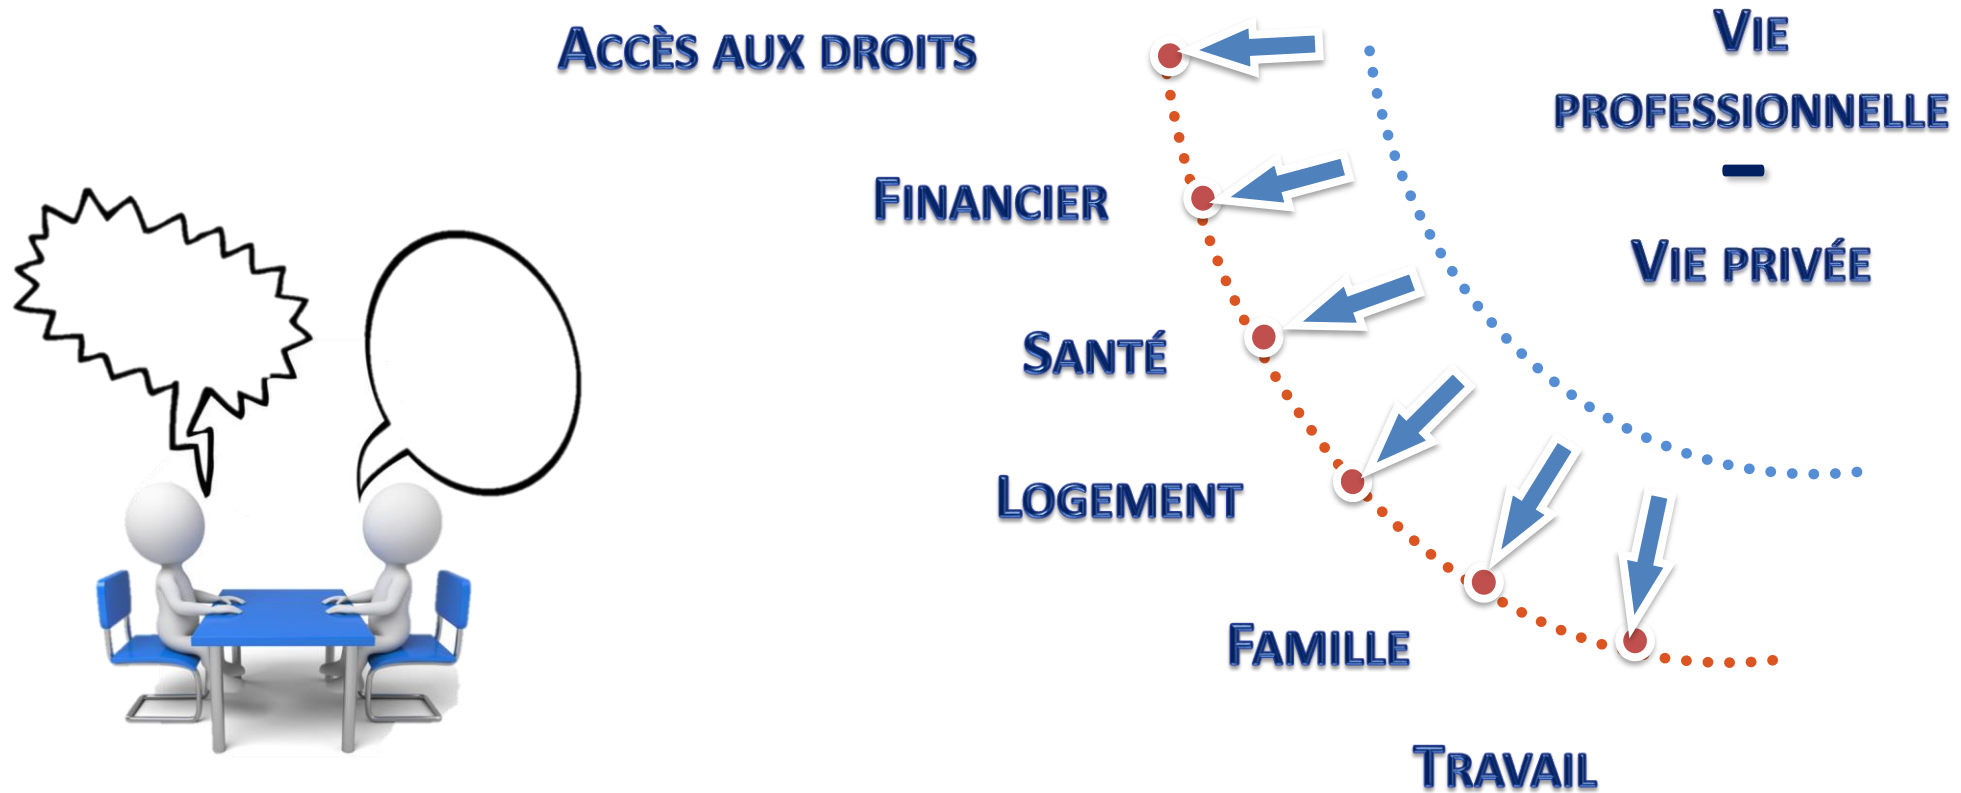 Accès aux droits
Financier
Santé
Logement
Famille
Travail
Vie
professionnelle
–
Vie privée